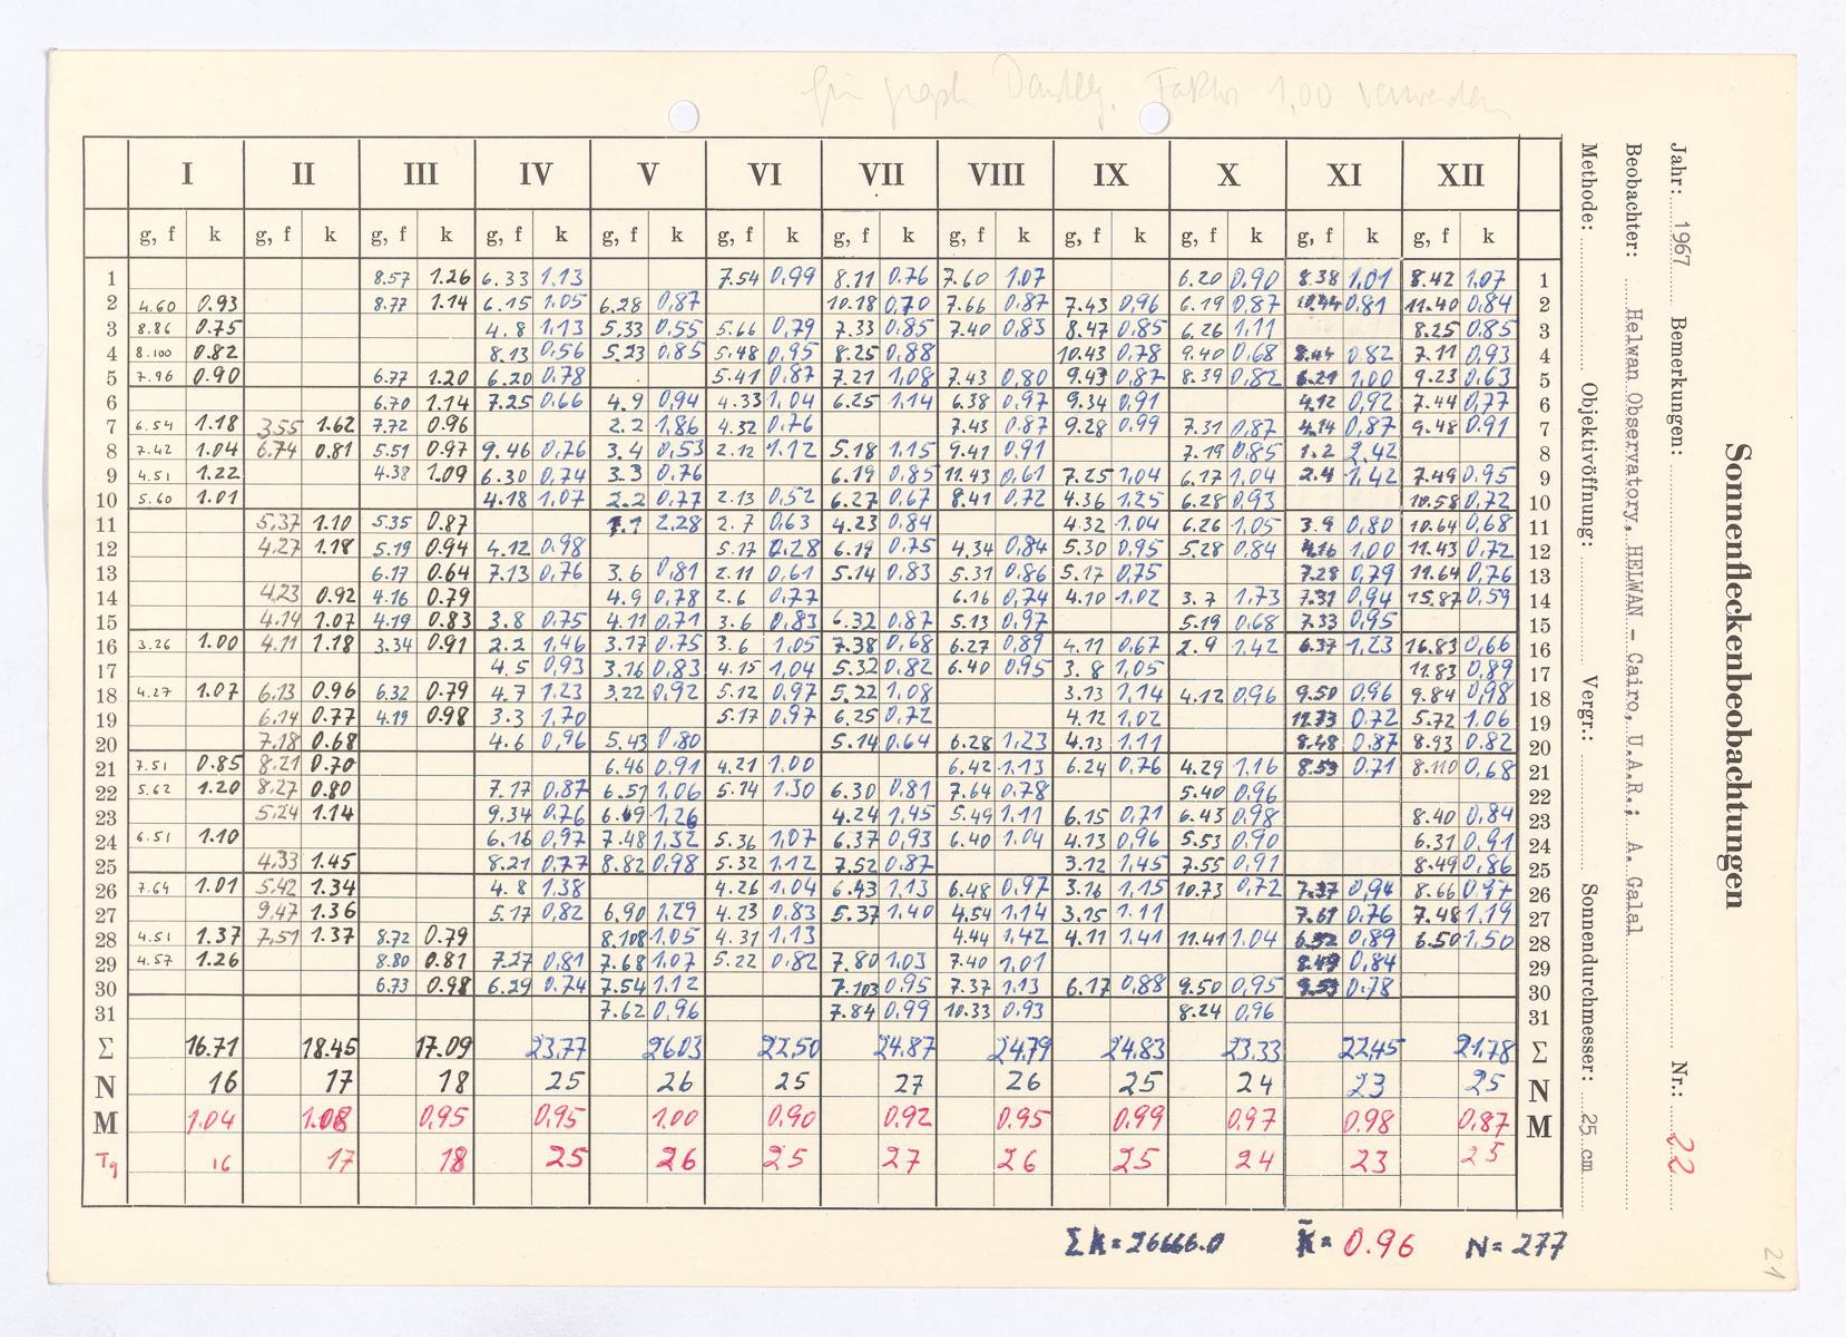 für graph. Darstellg. Faktor 1,00 verwenden
I II III IV V VI VII VIII IX X XI XII
g, f k g, f k g, f k g, f k g, f k g, f k g, f k g, f k g, f k g, f k g, f k g, f k
1 8.57 1.26 6.33 1.13 7.54 0,99 8.11 0.76 7.60 1.07 6.20 0,90 8.38 1,01 8.42 1,07 1
2 4.60 0.93 8.77 1.14 6.15 1.05 6.28 0,87 10.18 0,70 7.66 0.87 7.43 0,96 6.19 0,87 0,81 11.40 0,84 2
3 8.86 0.75 4.8 1,13 5.33 0.55 5.66 0,79 7.33 0,85 7.40 0,83 8.47 0,85 6.26 1,11 8.25 0,85 3
4 8.100 0.82 8.13 0,56 5.23 0,85 5.48 0,95 8.25 0,88 10.43 0,78 9.40 0,68 0,82 7.11 0,93 4
5 7.96 0.90 6.77 1.20 6.20 0,78 5.41 0,87 7.21 1,08 7.43 0,80 9.43 0,87 8.39 0,82 6.21 1,00 9.23 0,63 5
6 6.70 1.14 7.25 0.66 4.9 0,94 4.33 1,04 6.25 1,14 6.38 0,97 9.34 0,91 4.12 0,92 7.44 0,77 6
7 6.54 1.18 3.55 1.62 7.72 0.96 2.2 1,86 4.32 0,76 7.43 0.87 9.28 0,99 7.31 0,87 4.14 0,87 9.48 0.91 7
8 7.42 1.04 6.74 0.81 5.51 0.97 9.46 0,76 3.4 0,53 2.12 1.12 5.18 1,15 9.41 0,91 7.19 0,85 1.2 2,42 8
9 4.51 1.22 4.38 1.09 6.30 0,74 3.3 0,76 6.19 0,85 11.43 0,61 7.25 1,04 6.17 1,04 2.4 1,42 7.49 0.95 9
10 5.60 1.01 4.18 1,07 2.2 0,77 2.13 0,52 6.27 0,67 8.41 0,72 4.36 1,25 6.28 0,93 10.58 0,72 10
11 5.37 1.10 5.35 0.87 1.1 2.28 2.7 0,63 4.23 0,84 4.32 1.04 6.26 1,05 3.9 0,80 10.64 0,68 11
12 4.27 1.18 5.19 0.94 4.12 0,98 5.17 0,28 6.19 0,75 4.34 0,84 5.30 0,95 5.28 0,84 4.16 1,00 11.43 0,72 12
13 6.17 0.64 7.13 0,76 3.6 0,81 2.11 0,61 5.14 0,83 5.31 0,86 5.17 0,75 7.28 0,79 11.64 0,76 13
14 4.23 0.92 4.16 0.79 4.9 0,78 2.6 0,77 6.16 0,74 4.10 1,02 3.7 1,73 7.31 0,94 15.87 0,59 14
15 4.14 1.07 4.19 0.83 3.8 0,75 4.11 0,71 3.6 0,83 6.32 0.87 5.13 0,97 5.19 0,68 7.33 0,95 15
16 3.26 1.00 4.11 1.18 3.34 0.91 2.2 1,46 3.17 0,75 3.6 1,05 7.38 0,68 6.27 0,89 4.11 0,67 2.9 1,42 6.37 1,23 16.83 0,66 16
17 4.5 0,93 3.16 0,83 4.15 1,04 5.32 0,82 6.40 0,95 3.8 1,05 11.83 0,89 17
18 4.27 1.07 6.13 0.96 6.32 0.79 4.7 1.23 3.22 0,92 5.12 0,97 5.22 1,08 3.13 1,14 4.12 0,96 9.50 0,96 9.84 0,98 18
19 6.14 0.77 4.19 0.98 3.3 1,70 5.17 0,97 6.25 0,72 4.12 1,02 11.73 0,72 5.72 1.06 19
20 7.18 0.68 4.6 0,96 5.43 0,80 5.14 0.64 6.28 1,23 4.13 1.11 8.48 0,87 8.93 0.82 20
21 7.51 0.85 8.21 0.70 6.46 0,91 4.21 1.00 6.42 1.13 6.24 0,76 4.29 1,16 8.53 0.71 8.110 0,68 21
22 5.62 1.20 8.27 0.80 7.17 0,87 6.51 1,06 5.14 1.30 6.30 0,81 7.64 0.78 5.40 0,96 22
23 5.24 1.14 9.34 0,76 6.69 1,26 4.24 1,45 5.49 1.11 6.15 0,71 6.43 0,98 8.40 0,84 23
24 6.51 1.10 6.16 0,97 7.48 1,32 5.36 1,07 6.37 0,93 6.40 1.04 4.13 0,96 5.53 0,90 6.31 0,91 24
25 4.33 1.45 8.21 0,77 8.82 0,98 5.32 1.12 7.52 0.87 3.12 1,45 7.55 0,91 8.49 0,86 25
26 7.64 1.01 5.42 1.34 4.8 1.38 4.26 1.04 6.43 1,13 6.48 0,97 3.16 1,15 10.73 0,72 7.37 0,94 8.66 0,97 26
27 9.47 1.36 5.17 0,82 6.90 1,29 4.23 0,83 5.37 1,40 4.54 1.14 3.15 1.11 7.61 0,76 7.48 1,19 27
28 4.51 1.37 7.51 1.37 8.72 0.79 8.108 1.05 4.31 1,13 4.44 1,42 4.11 1,41 11.41 1.04 6.52 0,89 6.50 1,50 28
29 4.57 1.26 8.80 0.81 7.27 0,81 7.68 1,07 5.22 0,82 7.80 1,03 7.40 1,01 8.49 0,84 29
30 6.73 0.98 6.29 0.74 7.54 1.12 7.103 0.95 7.37 1.13 6.17 0,88 9.50 0,95 9.53 0.78 30
31 7.62 0,96 7.84 0,99 10.33 0.93 8.24 0,96 31
Σ 16.71 18.45 17.09 23,77 26.03 22,50 24.87 24.79 24,83 23,33 22,45 21.78 Σ
N 16 17 18 25 26 25 27 26 25 24 23 25 N
M 1.04 1.08 0,95 0,95 1.00 0,90 0.92 0.95 0.99 0.97 0.98 0.87 M
Tg 16 17 18 25 26 25 27 26 25 24 23 25
Σk = 26666.0 k̄ = 0.96 N = 277
Sonnenfleckenbeobachtungen
Jahr: 1967 Bemerkungen: Nr.: 22
Beobachter: Helwan Observatory, HELWAN - Cairo, U.A.R.; A. Galal
Methode: Objektivöffnung: Vergr.: Sonnendurchmesser: 25 cm
21